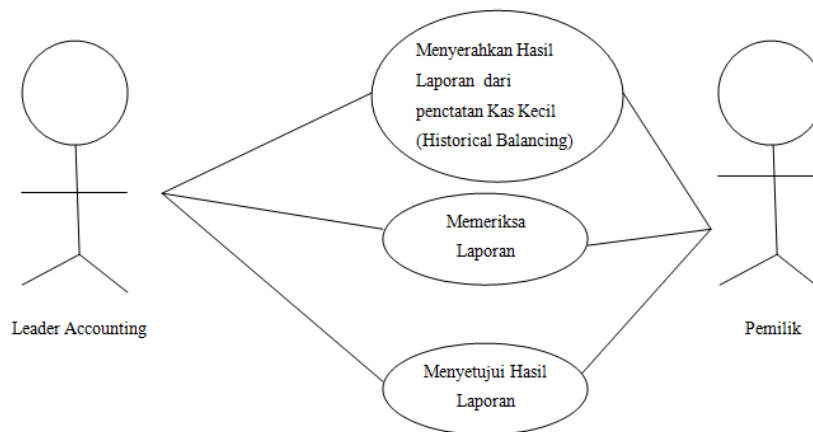 Menyerahkan Hasil
Laporan dari
penctatan Kas Kecil
(Historical Balancing)
Memeriksa
Laporan
Leader Accounting
Pemilik
Menyetujui Hasil
Laporan